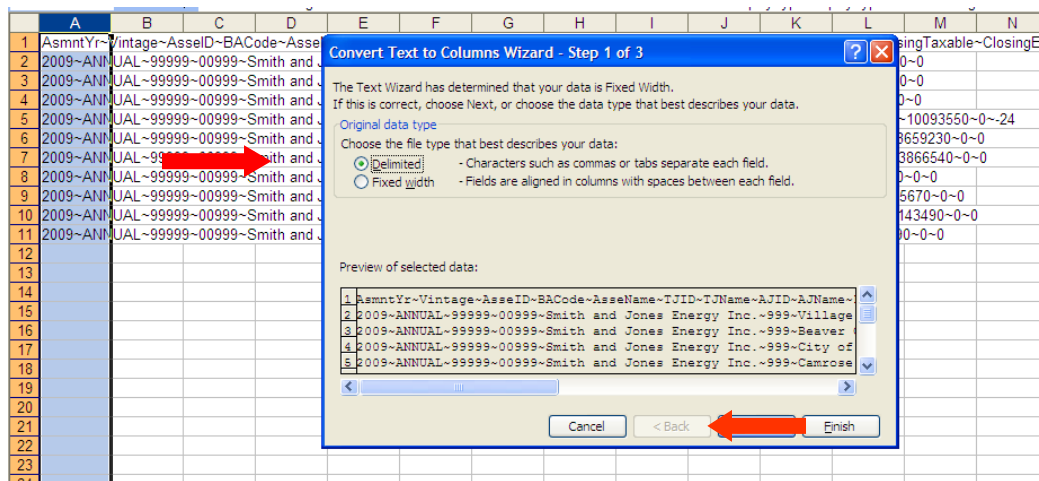 A B C D E F G H I J K L M N
1 AsmntYr~Vintage~AsseID~BACode~Asse singTaxable~ClosingE
2 2009~ANNUAL~99999~00999~Smith and J 0~0
3 2009~ANNUAL~99999~00999~Smith and J 0~0
4 2009~ANNUAL~99999~00999~Smith and J 0~0
5 2009~ANNUAL~99999~00999~Smith and J ~10093550~0~-24
6 2009~ANNUAL~99999~00999~Smith and J 3659230~0~0
7 2009~ANNUAL~99 mith and J 3866540~0~0
8 2009~ANNUAL~99999~00999~Smith and J 0~0~0
9 2009~ANNUAL~99999~00999~Smith and J 5670~0~0
10 2009~ANNUAL~99999~00999~Smith and J 143490~0~0
11 2009~ANNUAL~99999~00999~Smith and J 90~0~0
12
13
14
15
16
17
18
19
20
21
22
23
Convert Text to Columns Wizard - Step 1 of 3
The Text Wizard has determined that your data is Fixed Width.
If this is correct, choose Next, or choose the data type that best describes your data.
Original data type
Choose the file type that best describes your data:
Delimited - Characters such as commas or tabs separate each field.
Fixed width - Fields are aligned in columns with spaces between each field.
Preview of selected data:
1 AsmntYr~Vintage~AsseID~BACode~AsseName~TJID~TJName~AJID~AJName~
2 2009~ANNUAL~99999~00999~Smith and Jones Energy Inc.~999~Village
3 2009~ANNUAL~99999~00999~Smith and Jones Energy Inc.~999~Beaver
4 2009~ANNUAL~99999~00999~Smith and Jones Energy Inc.~999~City of
5 2009~ANNUAL~99999~00999~Smith and Jones Energy Inc.~999~Camrose
Cancel < Back Finish